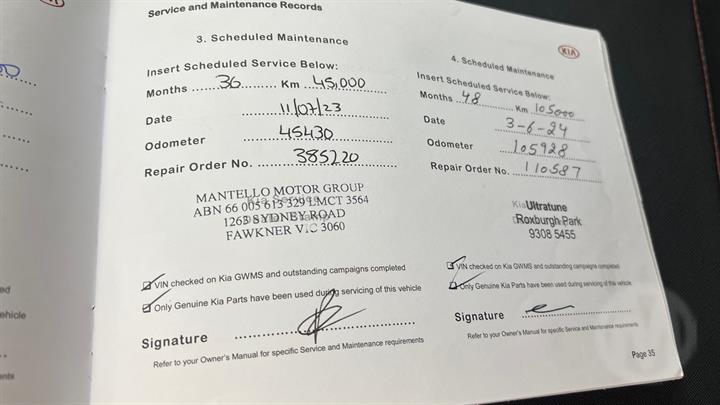 Service and Maintenance Records
3. Scheduled Maintenance
Insert Scheduled Service Below:
Months ....... 36 ......... Km 45,000
Date 11/07/23
Odometer 45430
Repair Order No. 385220
MANTELLO MOTOR GROUP
ABN 66 005 613 329 LMCT 3564
1263 SYDNEY ROAD
FAWKNER VIC 3060
VIN checked on Kia GWMS and outstanding campaigns completed
Only Genuine Kia Parts have been used during servicing of this vehicle
Signature
Refer to your Owner's Manual for specific Service and Maintenance requirements
KIA
4. Scheduled Maintenance
Insert Scheduled Service Below:
Months 48 Km 105000
Date 3-6-24
Odometer 105928
Repair Order No. 110587
Kia Ultratune
Roxburgh Park
9308 5455
VIN checked on Kia GWMS and outstanding campaigns completed
Only Genuine Kia Parts have been used during servicing of this vehicle
Signature
Refer to your Owner's Manual for specific Service and Maintenance requirements
Page 35